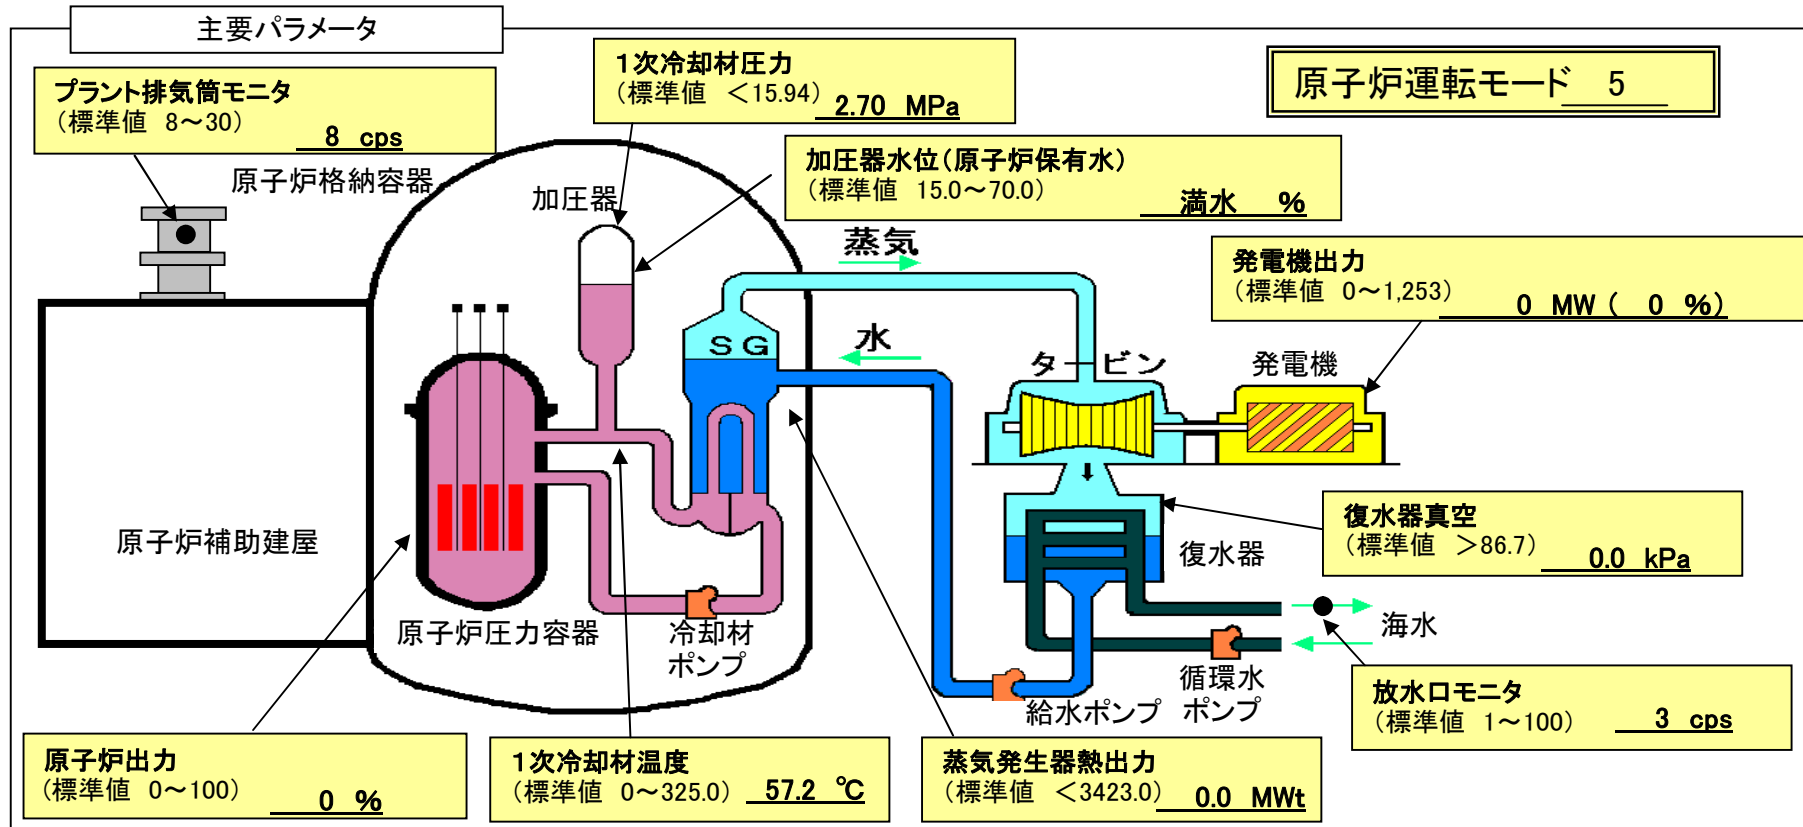 主要パラメータ
プラント排気筒モニタ
(標準値 8～30)
8 cps
1次冷却材圧力
(標準値 ＜15.94)
2.70 MPa
原子炉運転モード 5
加圧器水位(原子炉保有水)
(標準値 15.0～70.0)
満水 %
原子炉格納容器
加圧器
蒸気
発電機出力
(標準値 0～1,253)
0 MW ( 0 %)
SG
水
タービン
発電機
原子炉補助建屋
復水器真空
(標準値 ＞86.7)
0.0 kPa
復水器
原子炉圧力容器
冷却材
ポンプ
海水
循環水
ポンプ
給水ポンプ
放水口モニタ
(標準値 1～100)
3 cps
原子炉出力
(標準値 0～100)
0 %
1次冷却材温度
(標準値 0～325.0)
57.2 ℃
蒸気発生器熱出力
(標準値 ＜3423.0)
0.0 MWt